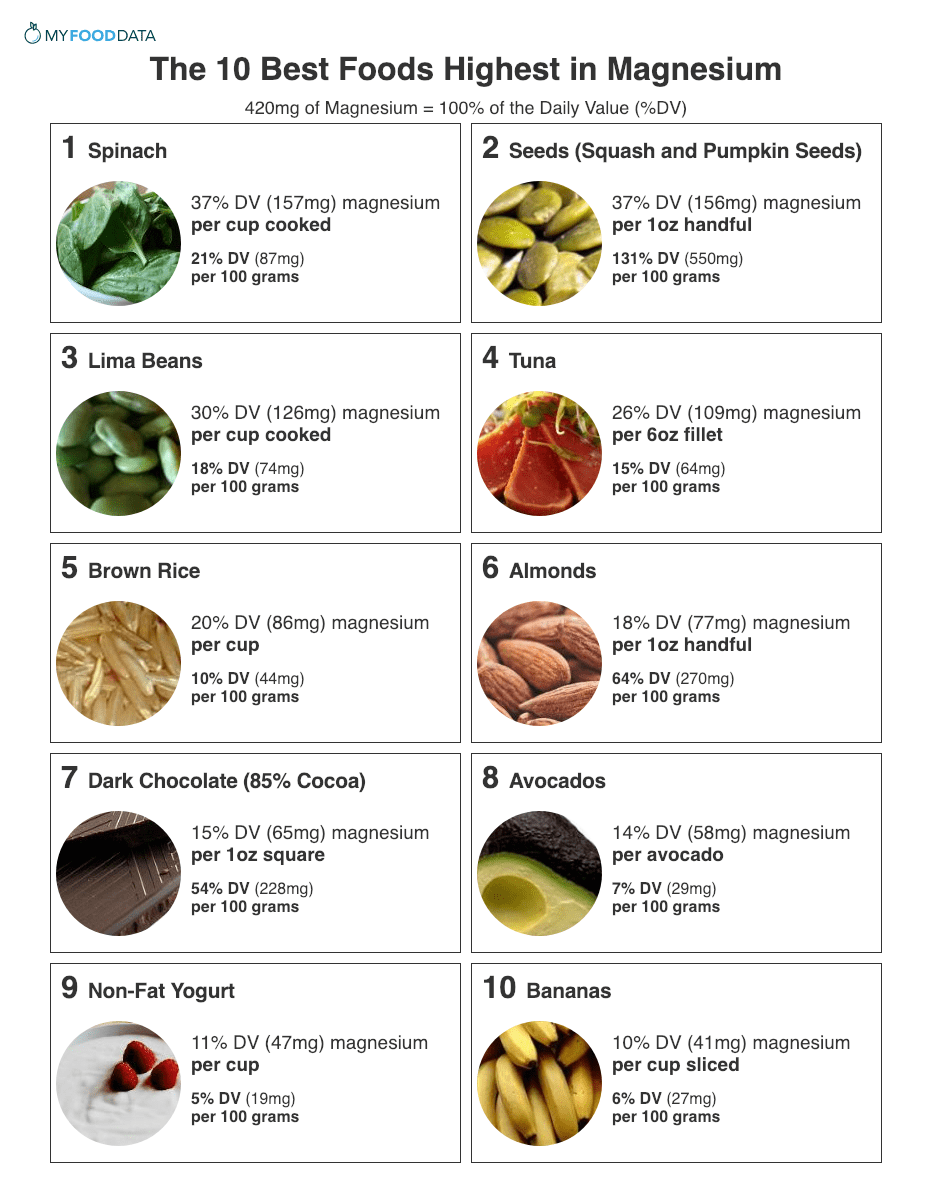 MYFOODDATA
The 10 Best Foods Highest in Magnesium
420mg of Magnesium = 100% of the Daily Value (%DV)
1 Spinach
37% DV (157mg) magnesium
per cup cooked
21% DV (87mg)
per 100 grams
2 Seeds (Squash and Pumpkin Seeds)
37% DV (156mg) magnesium
per 1oz handful
131% DV (550mg)
per 100 grams
3 Lima Beans
30% DV (126mg) magnesium
per cup cooked
18% DV (74mg)
per 100 grams
4 Tuna
26% DV (109mg) magnesium
per 6oz fillet
15% DV (64mg)
per 100 grams
5 Brown Rice
20% DV (86mg) magnesium
per cup
10% DV (44mg)
per 100 grams
6 Almonds
18% DV (77mg) magnesium
per 1oz handful
64% DV (270mg)
per 100 grams
7 Dark Chocolate (85% Cocoa)
15% DV (65mg) magnesium
per 1oz square
54% DV (228mg)
per 100 grams
8 Avocados
14% DV (58mg) magnesium
per avocado
7% DV (29mg)
per 100 grams
9 Non-Fat Yogurt
11% DV (47mg) magnesium
per cup
5% DV (19mg)
per 100 grams
10 Bananas
10% DV (41mg) magnesium
per cup sliced
6% DV (27mg)
per 100 grams